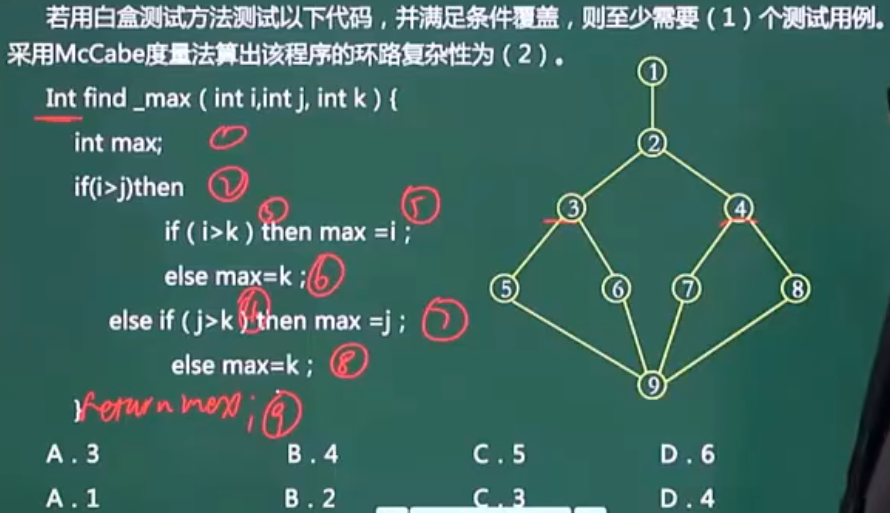 若用白盒测试方法测试以下代码，并满足条件覆盖，则至少需要（1）个测试用例。
采用McCabe度量法算出该程序的环路复杂性为（2）。
Int find _max ( int i,int j, int k ) {
int max; ①
if(i>j)then ②
③ ⑤
if ( i>k ) then max =i ;
else max=k ; ⑥
④
else if ( j>k ) then max =j ; ⑦
else max=k ; ⑧
} return max; ⑨
①
②
③ ④
⑤ ⑥ ⑦ ⑧
⑨
A . 3 B . 4 C . 5 D . 6
A . 1 B . 2 C . 3 D . 4